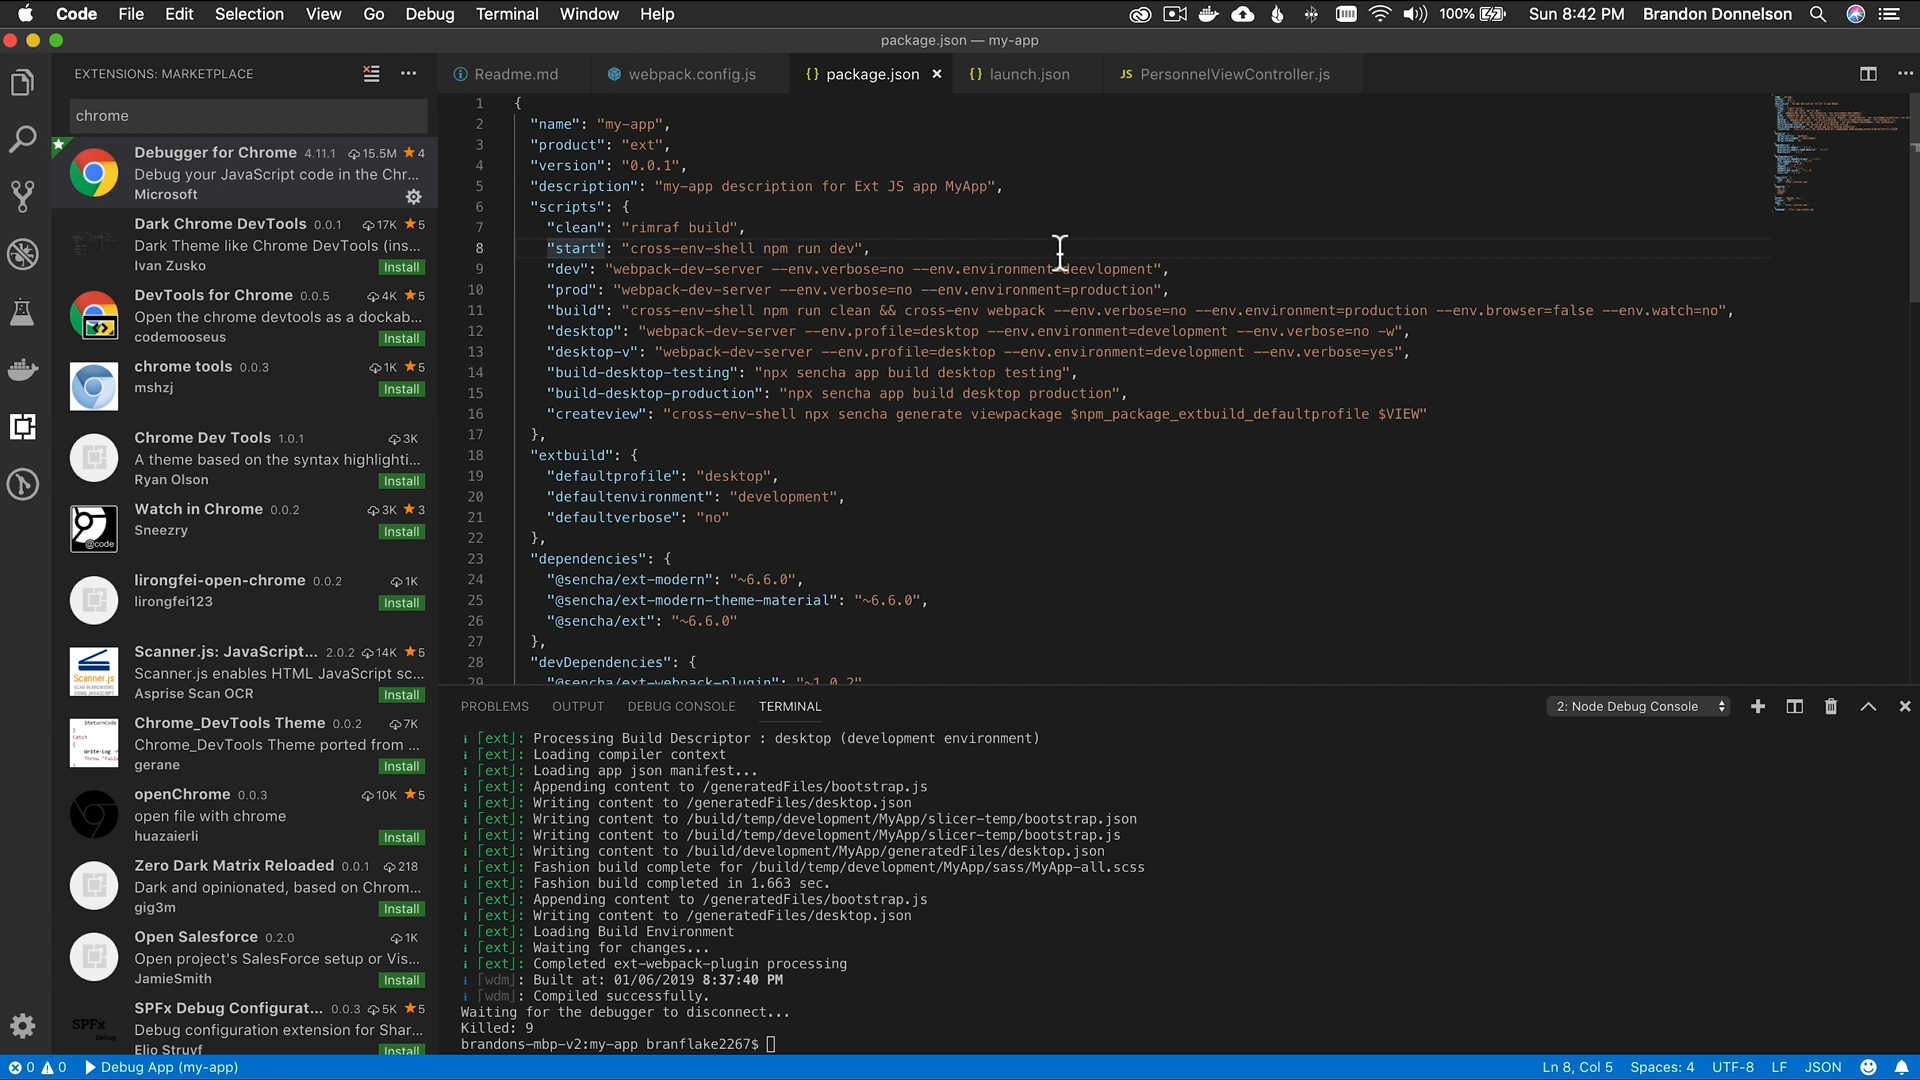 Code File Edit Selection View Go Debug Terminal Window Help 100% Sun 8:42 PM Brandon Donnelson
package.json — my-app
EXTENSIONS: MARKETPLACE
chrome
Debugger for Chrome 4.11.1 15.5M 4
Debug your JavaScript code in the Chr...
Microsoft
Dark Chrome DevTools 0.0.1 17K 5
Dark Theme like Chrome DevTools (ins...
Ivan Zusko Install
DevTools for Chrome 0.0.5 4K 5
Open the chrome devtools as a dockab...
codemooseus Install
chrome tools 0.0.3 1K 5
mshzj Install
Chrome Dev Tools 1.0.1 3K
A theme based on the syntax highlighti...
Ryan Olson Install
Watch in Chrome 0.0.2 3K 3
Sneezry Install
@code
lirongfei-open-chrome 0.0.2 1K
lirongfei123 Install
Scanner.js: JavaScript... 2.0.2 14K 5
Scanner.js enables HTML JavaScript sc...
Asprise Scan OCR Install
Scanner.js
Chrome_DevTools Theme 0.0.2 7K
Chrome_DevTools Theme ported from ...
gerane Install
openChrome 0.0.3 10K 5
open file with chrome
huazaierli Install
Zero Dark Matrix Reloaded 0.0.1 218
Dark and opinionated, based on Chrom...
gig3m Install
Open Salesforce 0.2.0 1K
Open project's SalesForce setup or Vis...
JamieSmith Install
SPFx Debug Configurat... 0.0.3 5K 5
Debug configuration extension for Shar...
Elio Struyf Install
SPFx
Readme.md webpack.config.js {} package.json {} launch.json JS PersonnelViewController.js
1 {
2 "name": "my-app",
3 "product": "ext",
4 "version": "0.0.1",
5 "description": "my-app description for Ext JS app MyApp",
6 "scripts": {
7 "clean": "rimraf build",
8 "start": "cross-env-shell npm run dev",
9 "dev": "webpack-dev-server --env.verbose=no --env.environment=deevlopment",
10 "prod": "webpack-dev-server --env.verbose=no --env.environment=production",
11 "build": "cross-env-shell npm run clean && cross-env webpack --env.verbose=no --env.environment=production --env.browser=false --env.watch=no",
12 "desktop": "webpack-dev-server --env.profile=desktop --env.environment=development --env.verbose=no -w",
13 "desktop-v": "webpack-dev-server --env.profile=desktop --env.environment=development --env.verbose=yes",
14 "build-desktop-testing": "npx sencha app build desktop testing",
15 "build-desktop-production": "npx sencha app build desktop production",
16 "createview": "cross-env-shell npx sencha generate viewpackage $npm_package_extbuild_defaultprofile $VIEW"
17 },
18 "extbuild": {
19 "defaultprofile": "desktop",
20 "defaultenvironment": "development",
21 "defaultverbose": "no"
22 },
23 "dependencies": {
24 "@sencha/ext-modern": "~6.6.0",
25 "@sencha/ext-modern-theme-material": "~6.6.0",
26 "@sencha/ext": "~6.6.0"
27 },
28 "devDependencies": {
29 "@sencha/ext-webpack-plugin": "~1.0.2"
PROBLEMS OUTPUT DEBUG CONSOLE TERMINAL 2: Node Debug Console
i ｢ext｣: Processing Build Descriptor : desktop (development environment)
i ｢ext｣: Loading compiler context
i ｢ext｣: Loading app json manifest...
i ｢ext｣: Appending content to /generatedFiles/bootstrap.js
i ｢ext｣: Writing content to /generatedFiles/desktop.json
i ｢ext｣: Writing content to /build/temp/development/MyApp/slicer-temp/bootstrap.json
i ｢ext｣: Writing content to /build/temp/development/MyApp/slicer-temp/bootstrap.js
i ｢ext｣: Writing content to /build/development/MyApp/generatedFiles/desktop.json
i ｢ext｣: Fashion build complete for /build/temp/development/MyApp/sass/MyApp-all.scss
i ｢ext｣: Fashion build completed in 1.663 sec.
i ｢ext｣: Appending content to /generatedFiles/bootstrap.js
i ｢ext｣: Writing content to /generatedFiles/desktop.json
i ｢ext｣: Loading Build Environment
i ｢ext｣: Waiting for changes...
i ｢ext｣: Completed ext-webpack-plugin processing
i ｢wdm｣: Built at: 01/06/2019 8:37:40 PM
i ｢wdm｣: Compiled successfully.
Waiting for the debugger to disconnect...
Killed: 9
brandons-mbp-v2:my-app branflake2267$
0 0 Debug App (my-app) Ln 8, Col 5 Spaces: 4 UTF-8 LF JSON